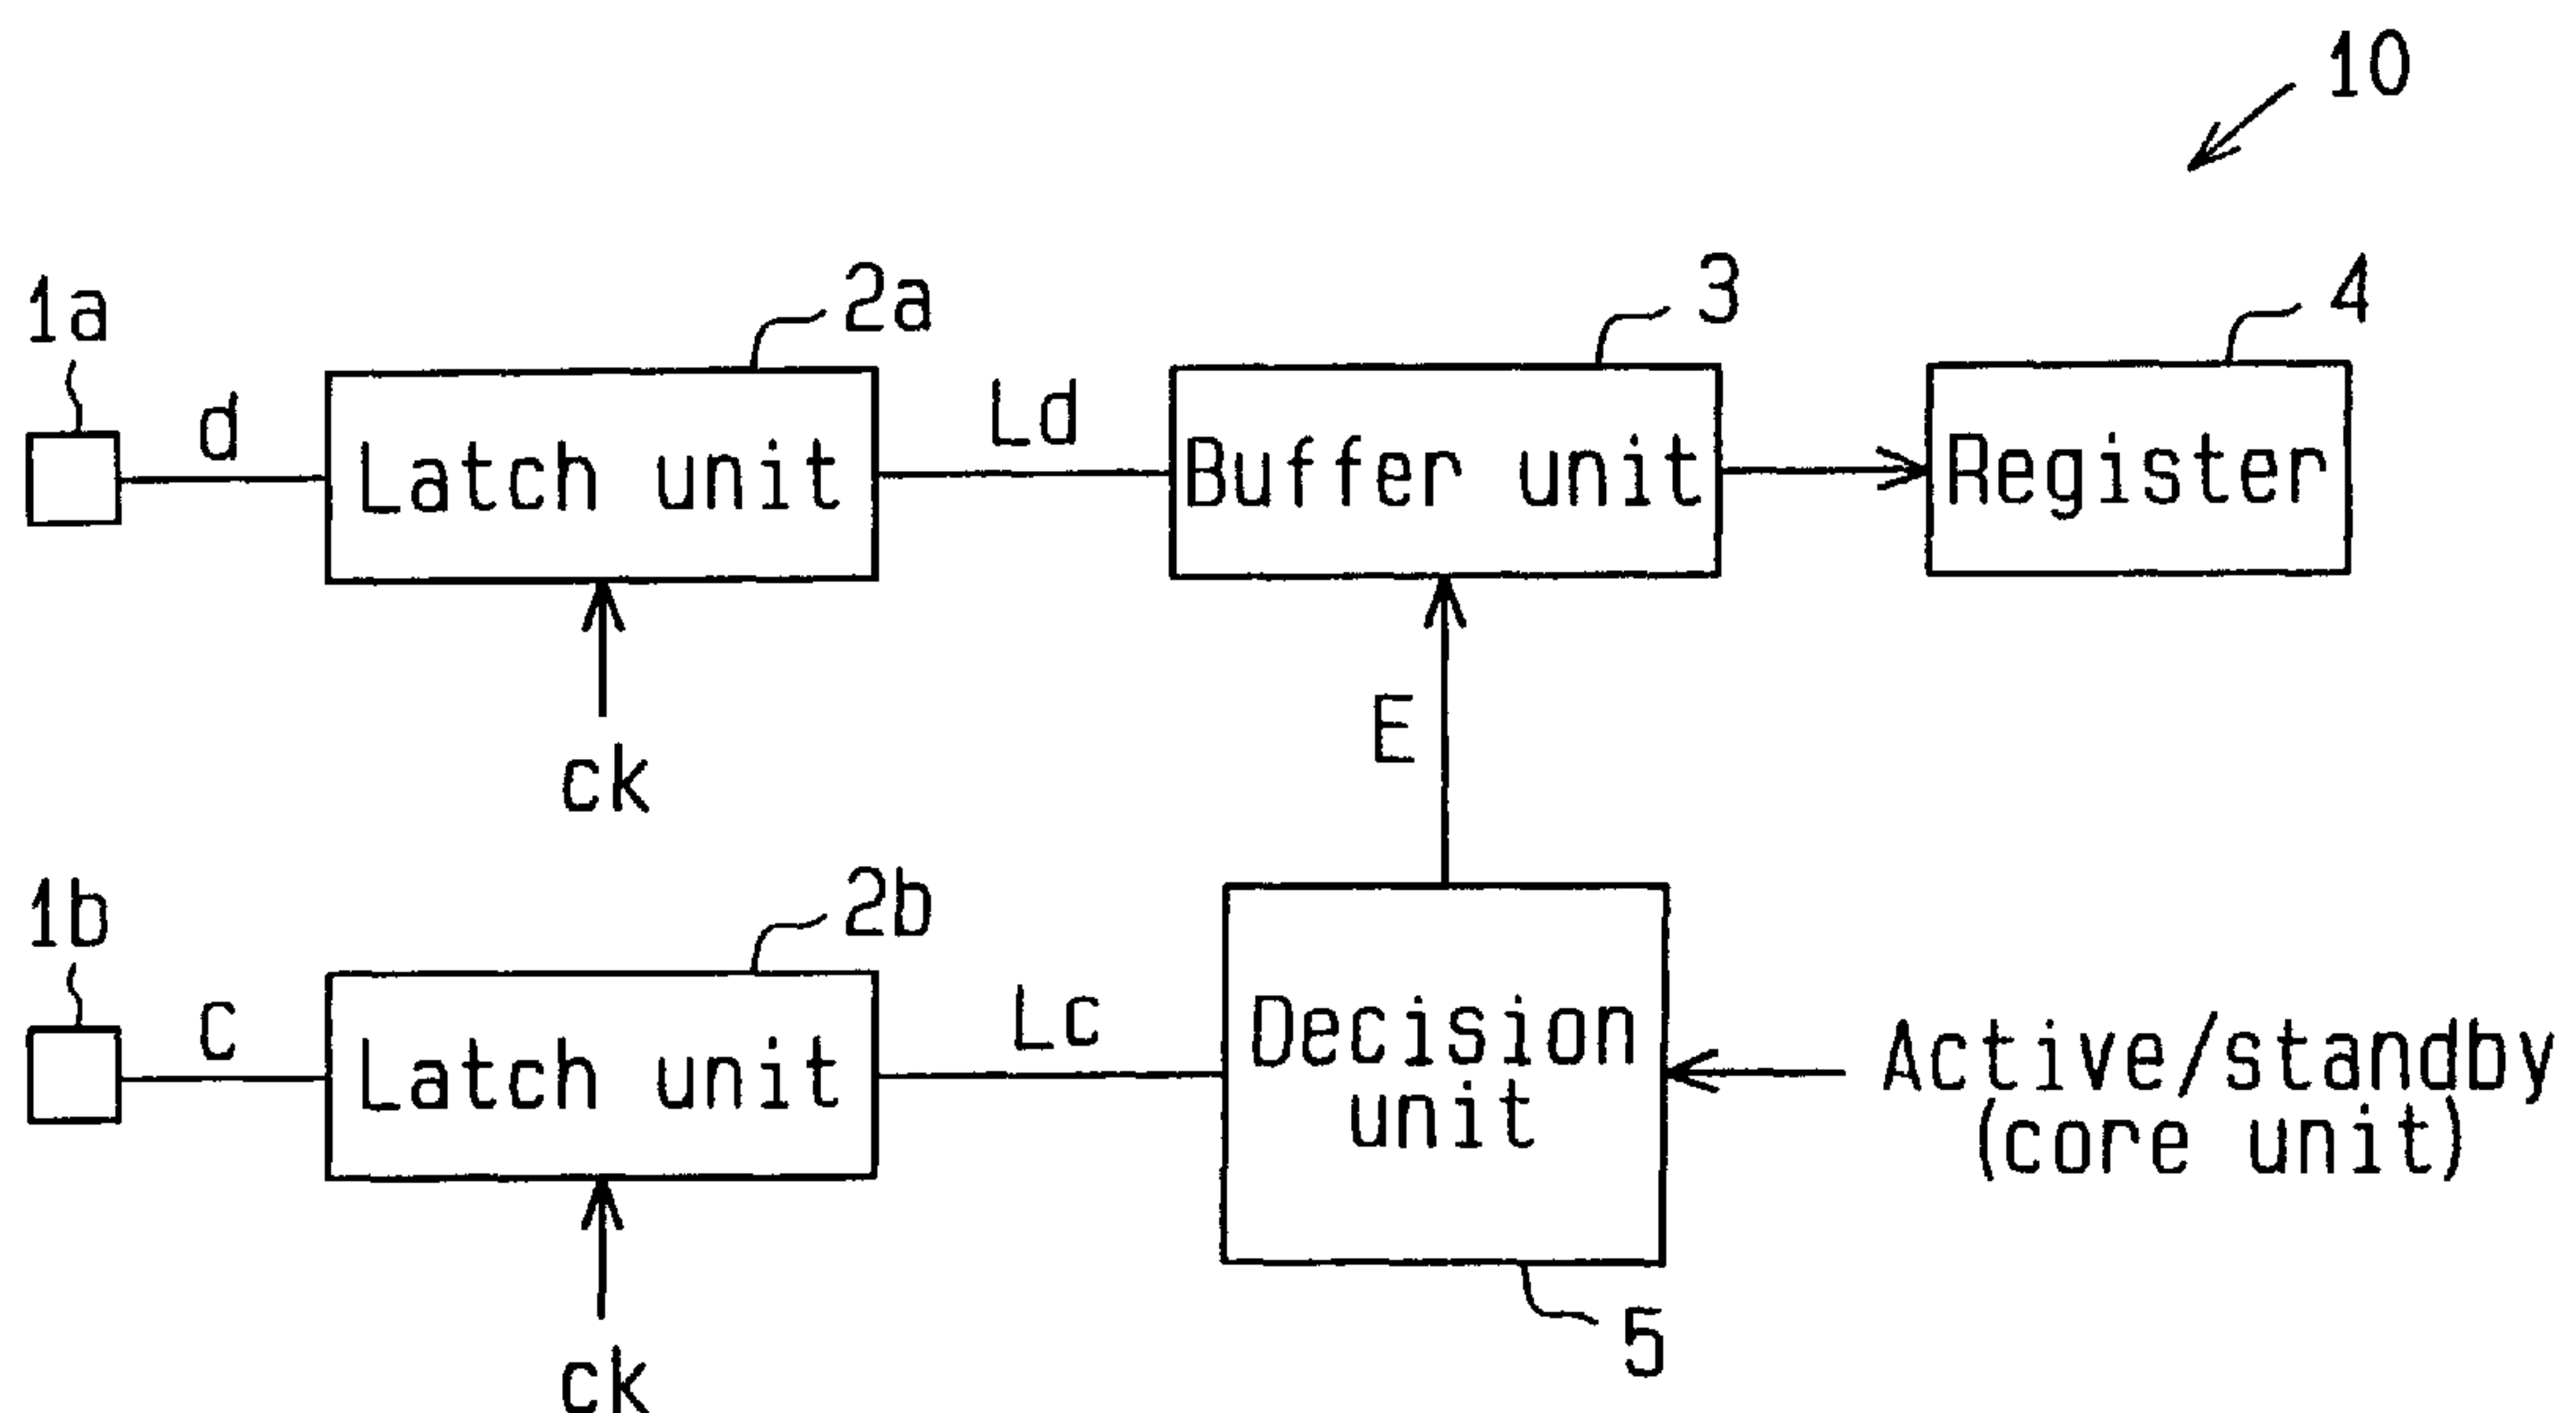 10
1a
d
2a
Latch unit
Ld
3
Buffer unit
4
Register
ck
E
1b
C
2b
Latch unit
Lc
Decision
unit
Active/standby
(core unit)
5
ck